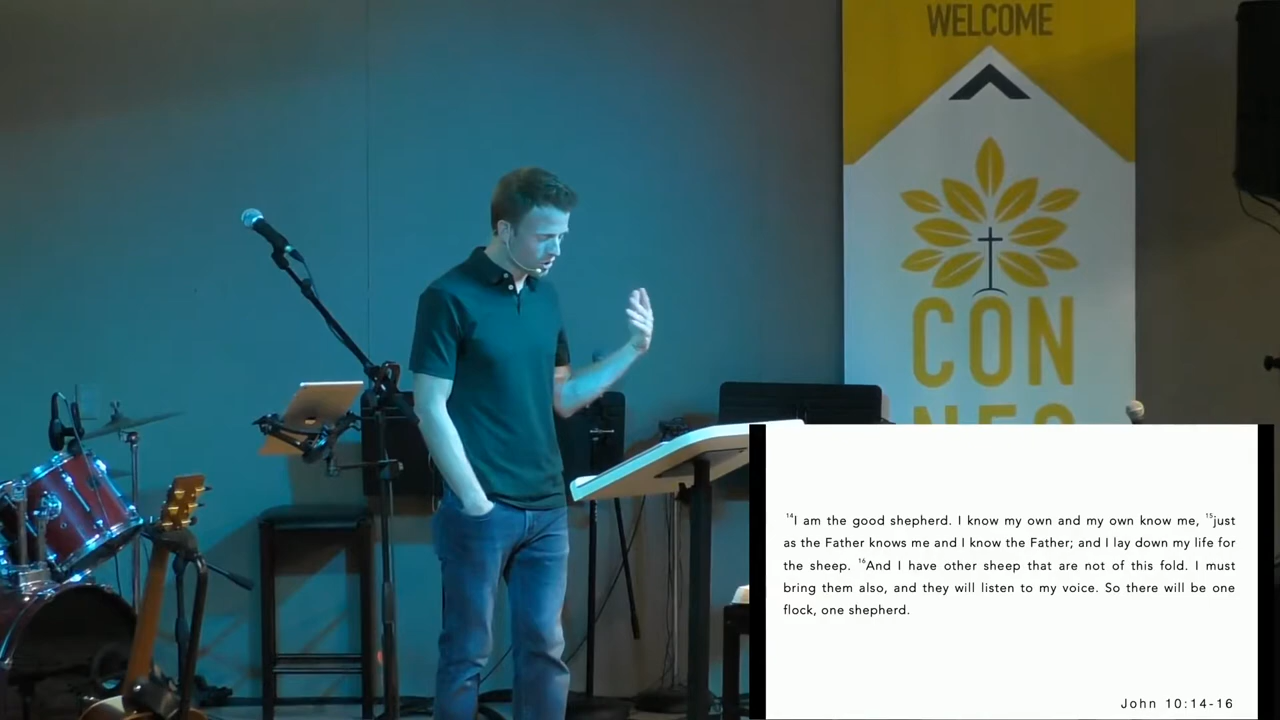 WELCOME
CON
NEC
¹⁴I am the good shepherd. I know my own and my own know me, ¹⁵just
as the Father knows me and I know the Father; and I lay down my life for
the sheep. ¹⁶And I have other sheep that are not of this fold. I must
bring them also, and they will listen to my voice. So there will be one
flock, one shepherd.
John 10:14-16